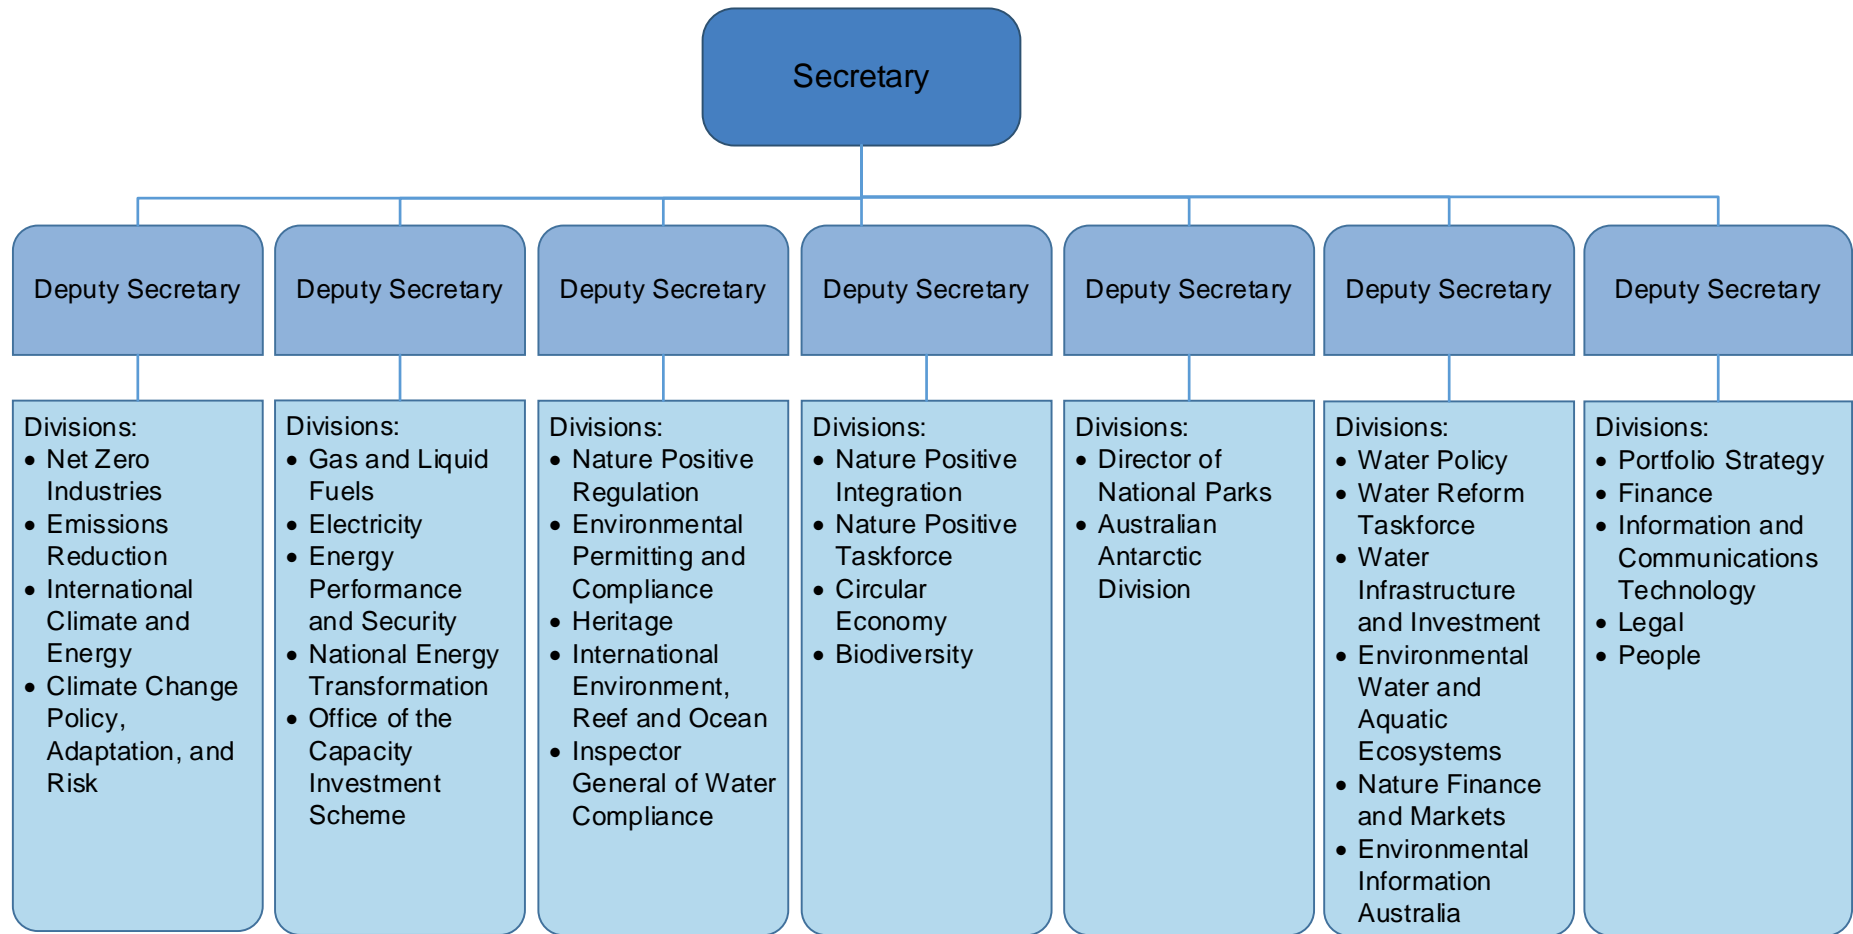 Secretary
Deputy Secretary
Deputy Secretary
Deputy Secretary
Deputy Secretary
Deputy Secretary
Deputy Secretary
Deputy Secretary
Divisions:
• Net Zero
Industries
• Emissions
Reduction
• International
Climate and
Energy
• Climate Change
Policy,
Adaptation, and
Risk
Divisions:
• Gas and Liquid
Fuels
• Electricity
• Energy
Performance
and Security
• National Energy
Transformation
• Office of the
Capacity
Investment
Scheme
Divisions:
• Nature Positive
Regulation
• Environmental
Permitting and
Compliance
• Heritage
• International
Environment,
Reef and Ocean
• Inspector
General of Water
Compliance
Divisions:
• Nature Positive
Integration
• Nature Positive
Taskforce
• Circular
Economy
• Biodiversity
Divisions:
• Director of
National Parks
• Australian
Antarctic
Division
Divisions:
• Water Policy
• Water Reform
Taskforce
• Water
Infrastructure
and Investment
• Environmental
Water and
Aquatic
Ecosystems
• Nature Finance
and Markets
• Environmental
Information
Australia
Divisions:
• Portfolio Strategy
• Finance
• Information and
Communications
Technology
• Legal
• People